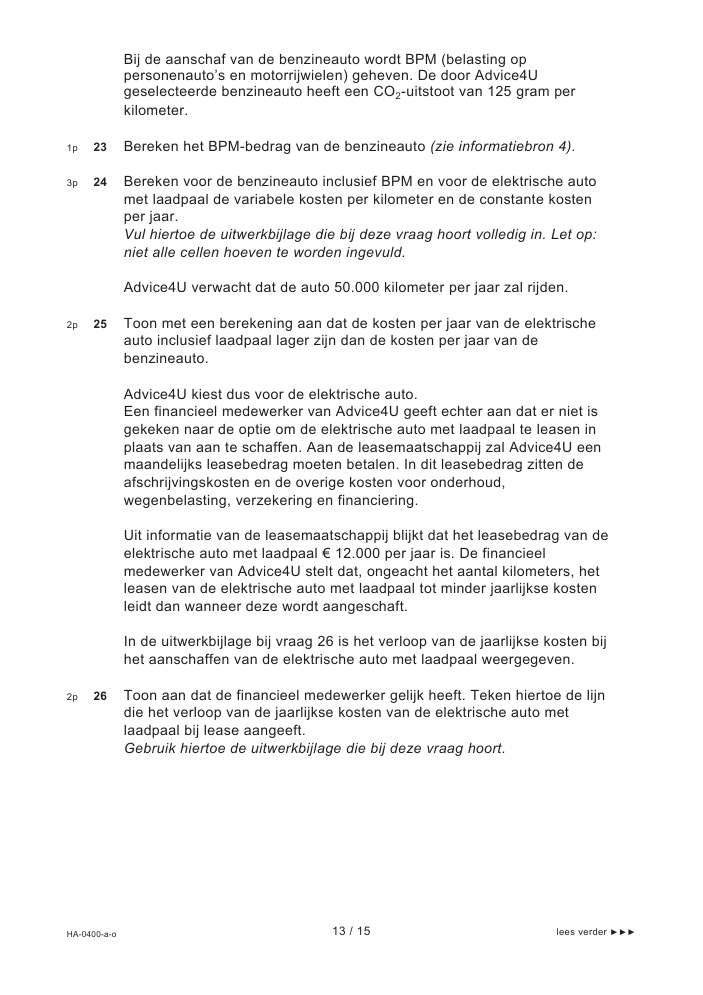 Bij de aanschaf van de benzineauto wordt BPM (belasting op
personenauto's en motorrijwielen) geheven. De door Advice4U
geselecteerde benzineauto heeft een CO2-uitstoot van 125 gram per
kilometer.
1p 23 Bereken het BPM-bedrag van de benzineauto (zie informatiebron 4).
3p 24 Bereken voor de benzineauto inclusief BPM en voor de elektrische auto
met laadpaal de variabele kosten per kilometer en de constante kosten
per jaar.
Vul hiertoe de uitwerkbijlage die bij deze vraag hoort volledig in. Let op:
niet alle cellen hoeven te worden ingevuld.
Advice4U verwacht dat de auto 50.000 kilometer per jaar zal rijden.
2p 25 Toon met een berekening aan dat de kosten per jaar van de elektrische
auto inclusief laadpaal lager zijn dan de kosten per jaar van de
benzineauto.
Advice4U kiest dus voor de elektrische auto.
Een financieel medewerker van Advice4U geeft echter aan dat er niet is
gekeken naar de optie om de elektrische auto met laadpaal te leasen in
plaats van aan te schaffen. Aan de leasemaatschappij zal Advice4U een
maandelijks leasebedrag moeten betalen. In dit leasebedrag zitten de
afschrijvingskosten en de overige kosten voor onderhoud,
wegenbelasting, verzekering en financiering.
Uit informatie van de leasemaatschappij blijkt dat het leasebedrag van de
elektrische auto met laadpaal € 12.000 per jaar is. De financieel
medewerker van Advice4U stelt dat, ongeacht het aantal kilometers, het
leasen van de elektrische auto met laadpaal tot minder jaarlijkse kosten
leidt dan wanneer deze wordt aangeschaft.
In de uitwerkbijlage bij vraag 26 is het verloop van de jaarlijkse kosten bij
het aanschaffen van de elektrische auto met laadpaal weergegeven.
2p 26 Toon aan dat de financieel medewerker gelijk heeft. Teken hiertoe de lijn
die het verloop van de jaarlijkse kosten van de elektrische auto met
laadpaal bij lease aangeeft.
Gebruik hiertoe de uitwerkbijlage die bij deze vraag hoort.
HA-0400-a-o 13 / 15 lees verder ►►►